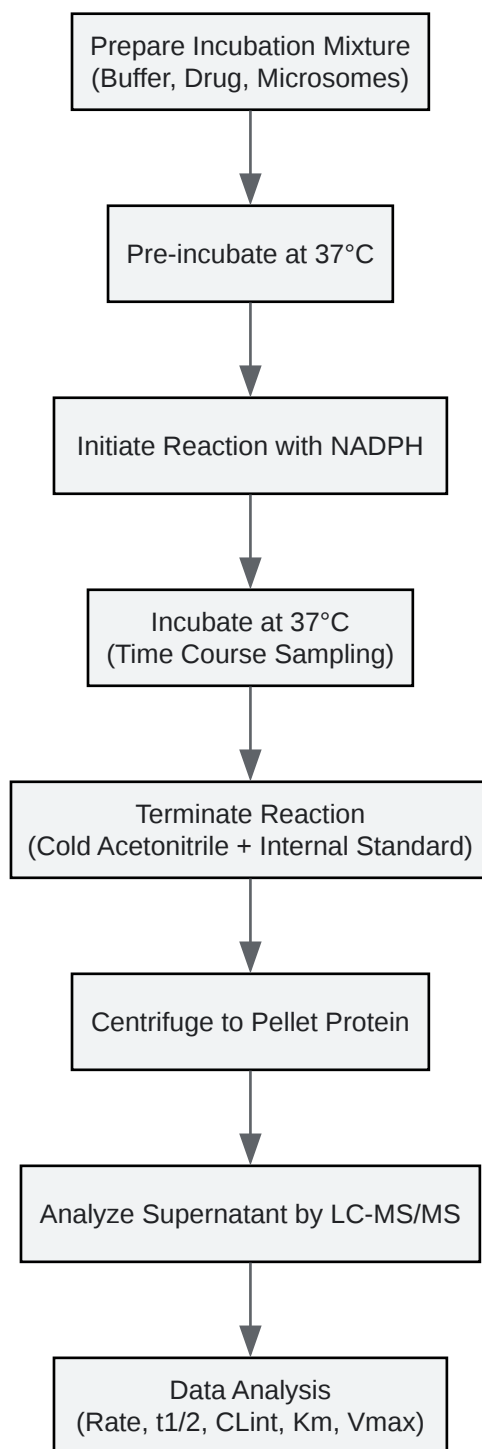 Prepare Incubation Mixture
(Buffer, Drug, Microsomes)
Pre-incubate at 37°C
Initiate Reaction with NADPH
Incubate at 37°C
(Time Course Sampling)
Terminate Reaction
(Cold Acetonitrile + Internal Standard)
Centrifuge to Pellet Protein
Analyze Supernatant by LC-MS/MS
Data Analysis
(Rate, t1/2, CLint, Km, Vmax)